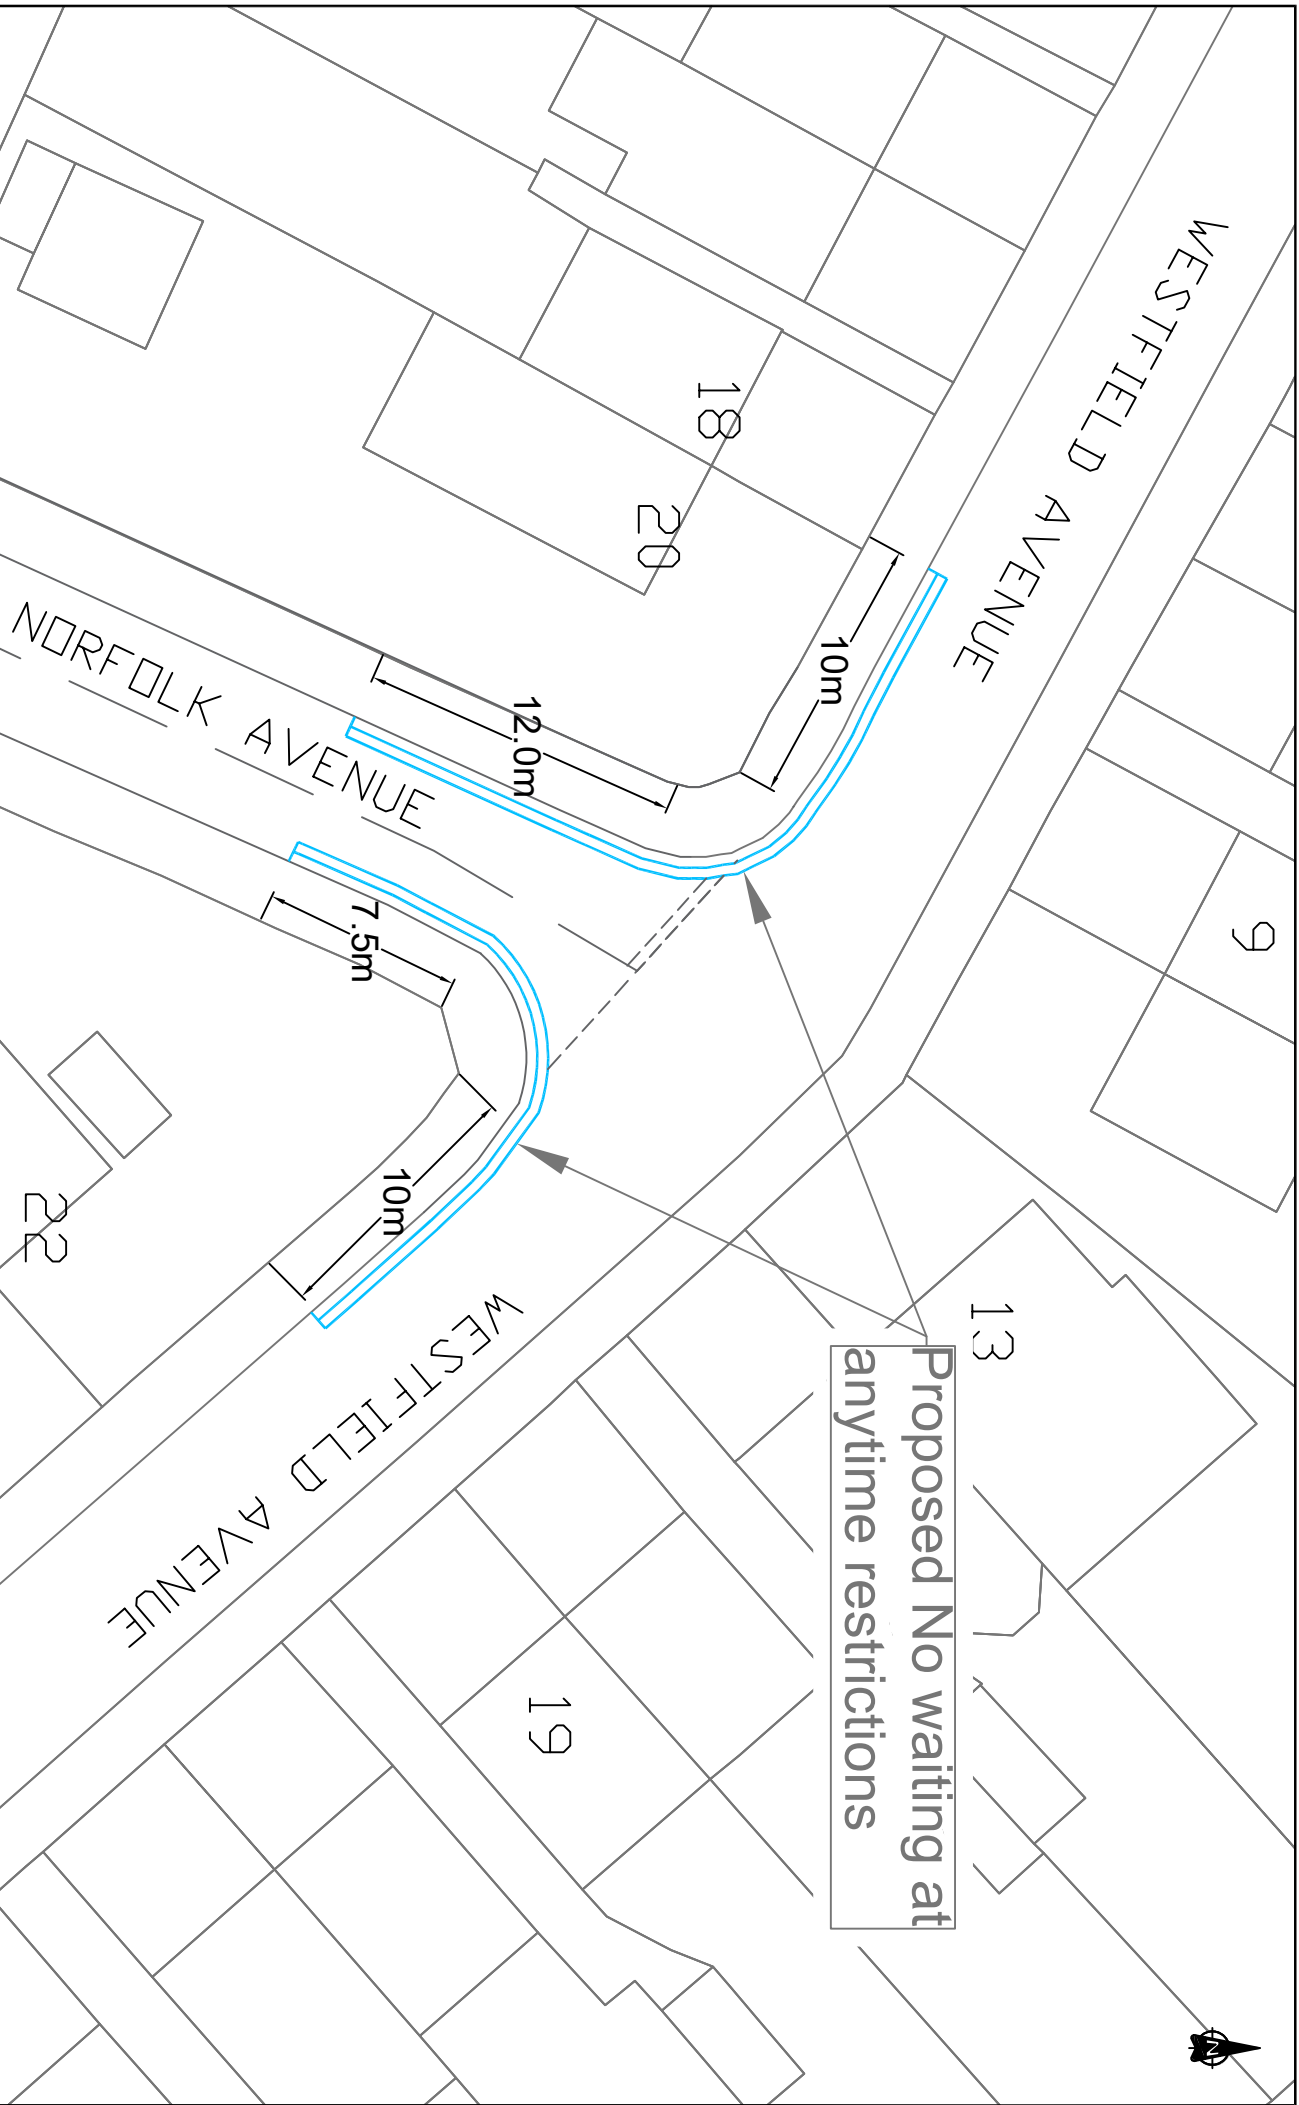 WESTFIELD AVENUE
9
18
20
10m
12.0m
NORFOLK AVENUE
7.5m
10m
22
13
Proposed No waiting at
anytime restrictions
WESTFIELD AVENUE
19
N